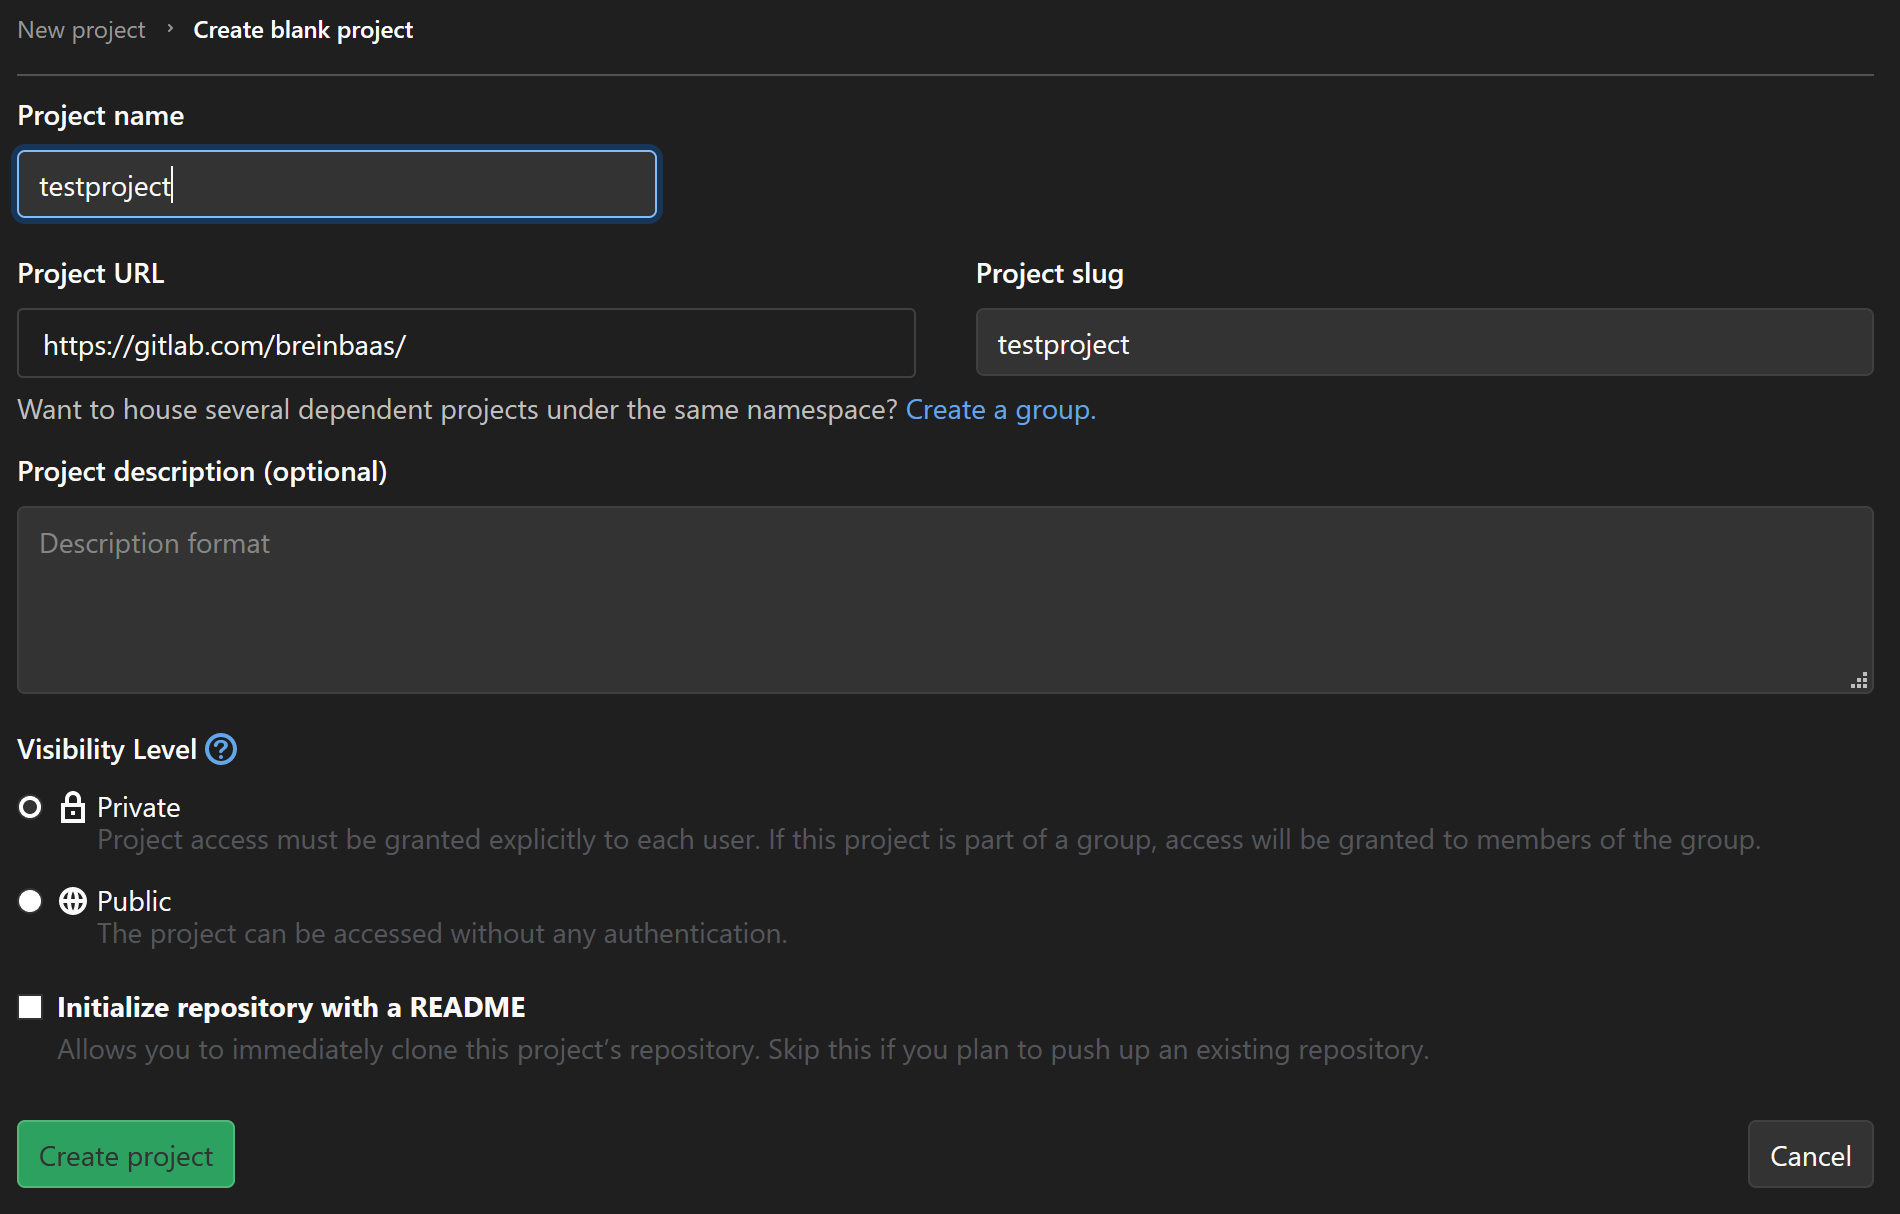 New project › Create blank project
Project name
testproject
Project URL
Project slug
https://gitlab.com/breinbaas/
testproject
Want to house several dependent projects under the same namespace? Create a group.
Project description (optional)
Description format
Visibility Level
Private
Project access must be granted explicitly to each user. If this project is part of a group, access will be granted to members of the group.
Public
The project can be accessed without any authentication.
Initialize repository with a README
Allows you to immediately clone this project’s repository. Skip this if you plan to push up an existing repository.
Create project
Cancel